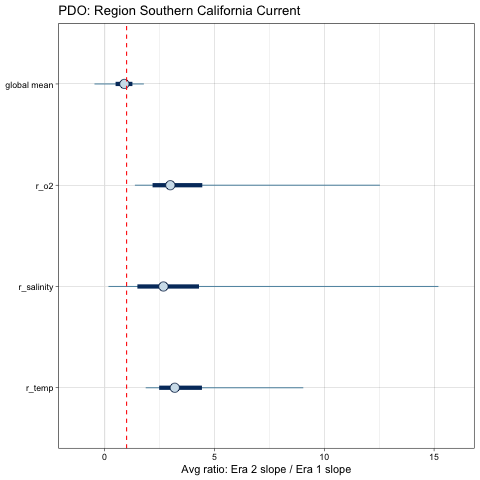 PDO: Region Southern California Current
global mean
r_o2
r_salinity
r_temp
0 5 10 15
Avg ratio: Era 2 slope / Era 1 slope